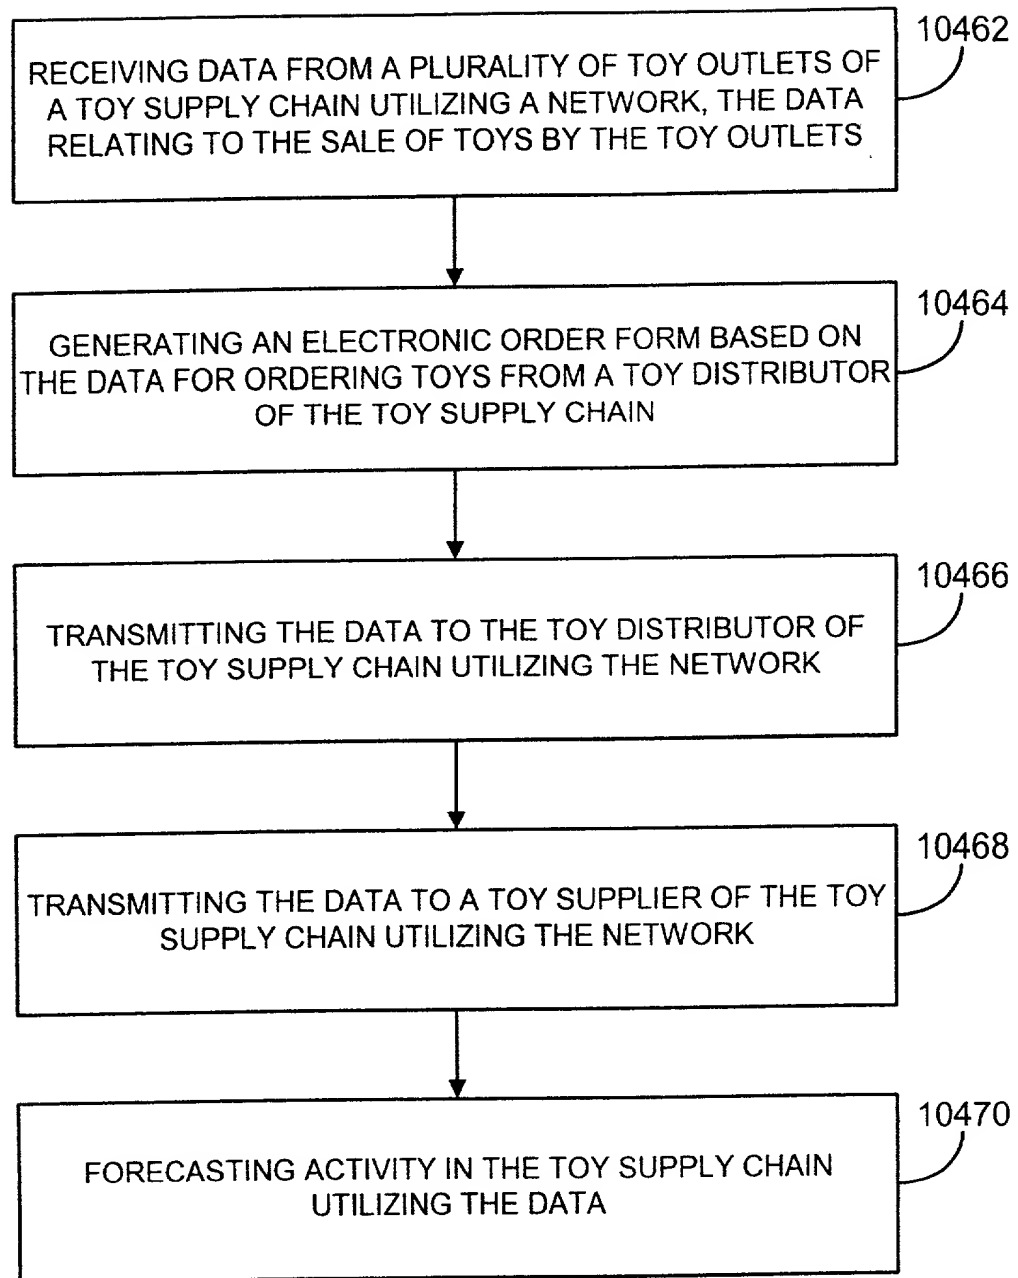 10462
RECEIVING DATA FROM A PLURALITY OF TOY OUTLETS OF
A TOY SUPPLY CHAIN UTILIZING A NETWORK, THE DATA
RELATING TO THE SALE OF TOYS BY THE TOY OUTLETS
10464
GENERATING AN ELECTRONIC ORDER FORM BASED ON
THE DATA FOR ORDERING TOYS FROM A TOY DISTRIBUTOR
OF THE TOY SUPPLY CHAIN
10466
TRANSMITTING THE DATA TO THE TOY DISTRIBUTOR OF
THE TOY SUPPLY CHAIN UTILIZING THE NETWORK
10468
TRANSMITTING THE DATA TO A TOY SUPPLIER OF THE TOY
SUPPLY CHAIN UTILIZING THE NETWORK
10470
FORECASTING ACTIVITY IN THE TOY SUPPLY CHAIN
UTILIZING THE DATA